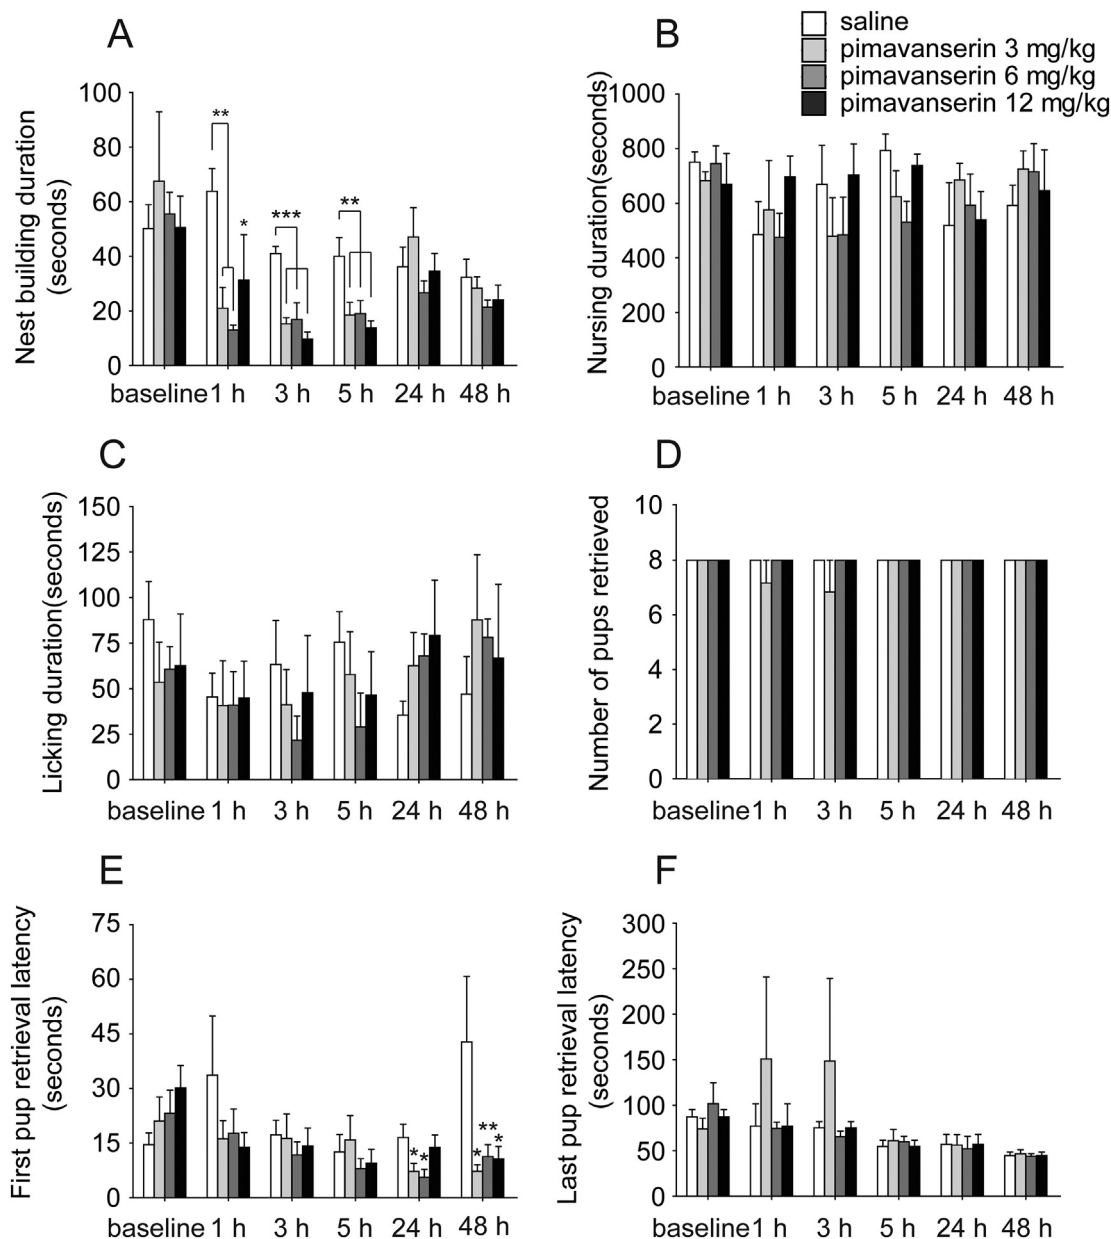 A
B
saline
pimavanserin 3 mg/kg
pimavanserin 6 mg/kg
pimavanserin 12 mg/kg
Nest building duration
(seconds)
100
80
60
40
20
0
**
*
***
**
baseline 1 h 3 h 5 h 24 h 48 h
Nursing duration(seconds)
1000
800
600
400
200
0
baseline 1 h 3 h 5 h 24 h 48 h
C
D
Licking duration(seconds)
150
125
100
75
50
25
0
baseline 1 h 3 h 5 h 24 h 48 h
Number of pups retrieved
10
8
6
4
2
0
baseline 1 h 3 h 5 h 24 h 48 h
E
F
First pup retrieval latency
(seconds)
75
60
45
30
15
0
* *
* ** *
baseline 1 h 3 h 5 h 24 h 48 h
Last pup retrieval latency
(seconds)
300
250
200
150
100
50
0
baseline 1 h 3 h 5 h 24 h 48 h